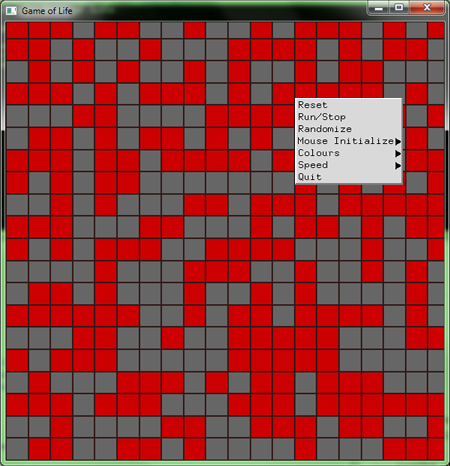 Game of Life
Reset
Run/Stop
Randomize
Mouse Initialize
Colours
Speed
Quit